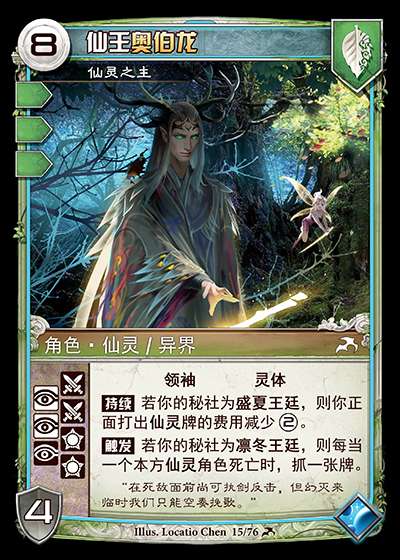 8
仙王奥伯龙
仙灵之主
角色·仙灵/异界
领袖 灵体
持续 若你的秘社为盛夏王廷，则你正
面打出仙灵牌的费用减少②。
触发 若你的秘社为凛冬王廷，则每当
一个本方仙灵角色死亡时，抓一张牌。
“在死敌面前尚可执剑反击，但幻灭来
临时我们只能空奏挽歌。”
4
Illus. Locatio Chen 15/76